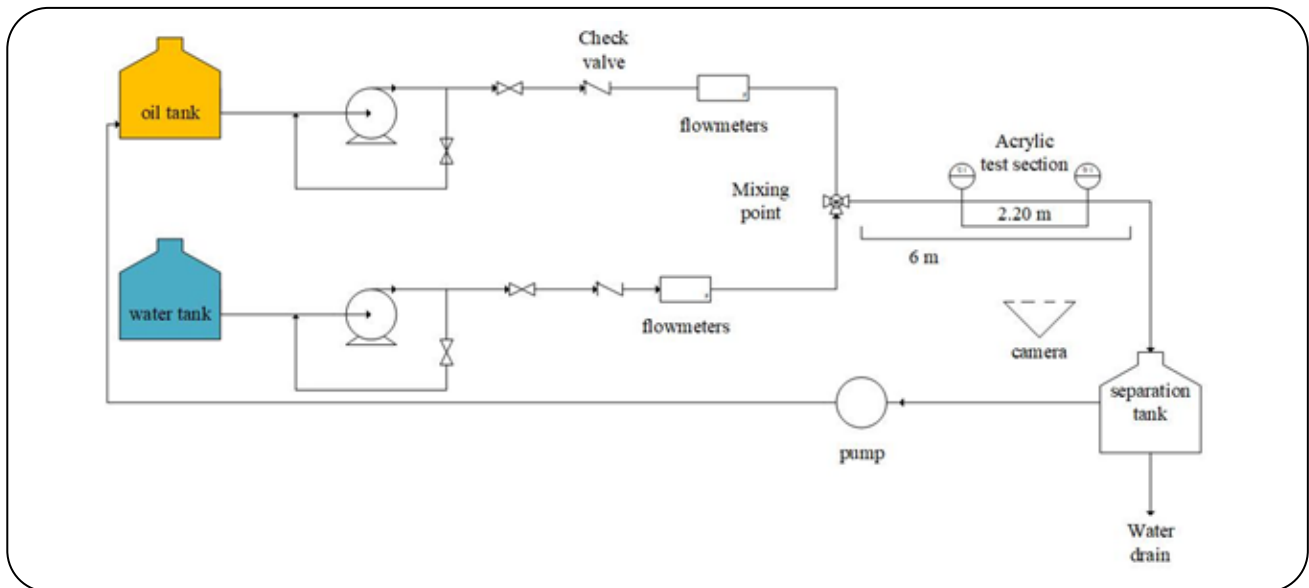 Check
valve
oil tank
flowmeters
Acrylic
test section
Mixing
point
2.20 m
6 m
water tank
flowmeters
camera
separation
tank
pump
Water
drain